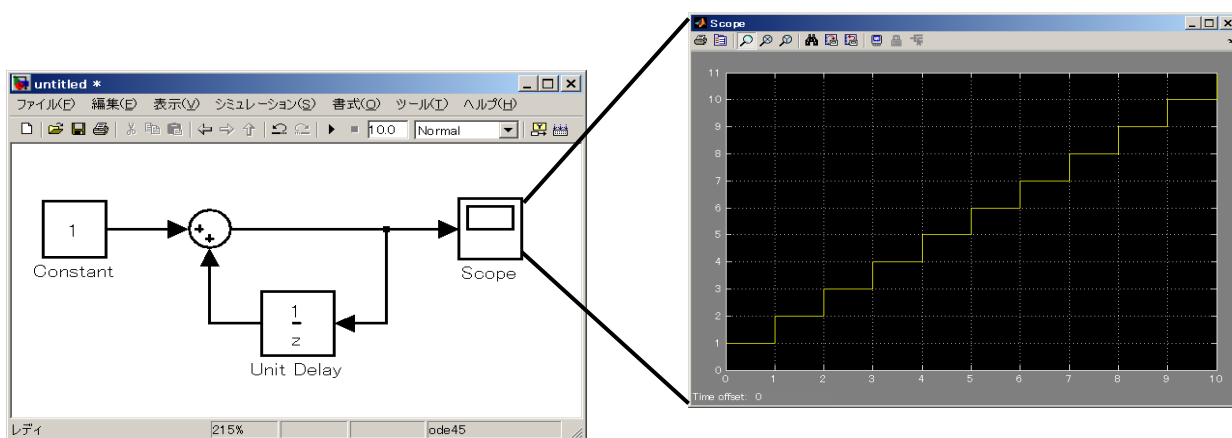 untitled *
ファイル(F) 編集(E) 表示(V) シミュレーション(S) 書式(O) ツール(T) ヘルプ(H)
10.0 Normal
1
Constant
+
+
1
z
Unit Delay
Scope
レディ 215% ode45
Scope
11
10
9
8
7
6
5
4
3
2
1
0 1 2 3 4 5 6 7 8 9 10
Time offset: 0